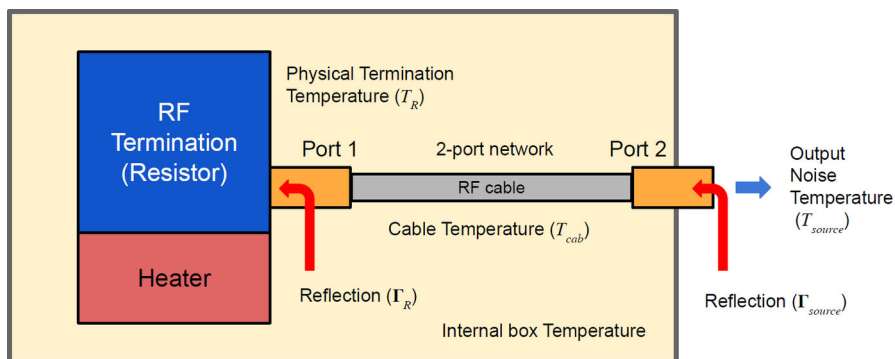 RF
Termination
(Resistor)
Heater
Physical Termination
Temperature (T_R)
Port 1
2-port network
Port 2
RF cable
Cable Temperature (T_cab)
Reflection (Γ_R)
Internal box Temperature
Output
Noise
Temperature
(T_source)
Reflection (Γ_source)